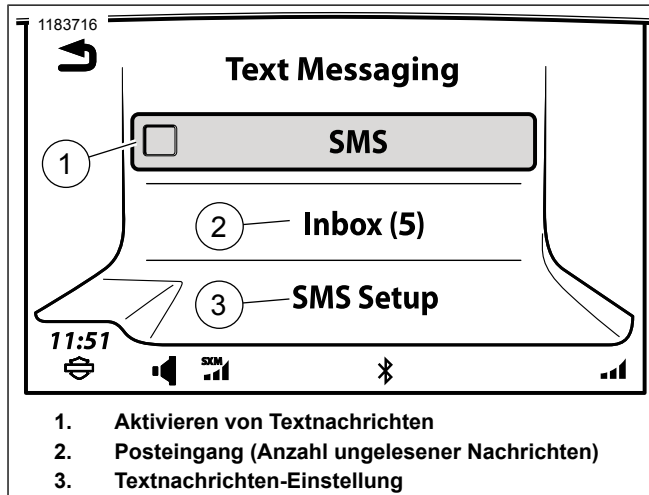 1183716
Text Messaging
1
SMS
2
Inbox (5)
3
SMS Setup
11:51
SXM
1. Aktivieren von Textnachrichten
2. Posteingang (Anzahl ungelesener Nachrichten)
3. Textnachrichten-Einstellung